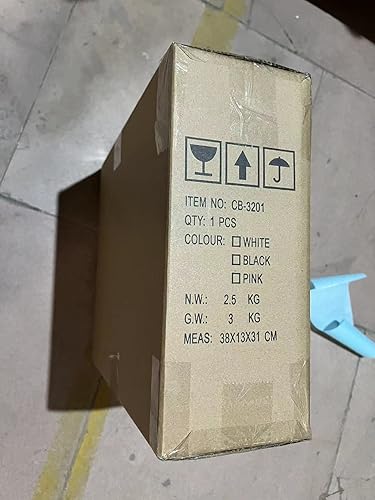 ITEM NO: CB-3201
QTY: 1 PCS
COLOUR: ☐ WHITE
☐ BLACK
☐ PINK
N.W.: 2.5 KG
G.W.: 3 KG
MEAS: 38X13X31 CM